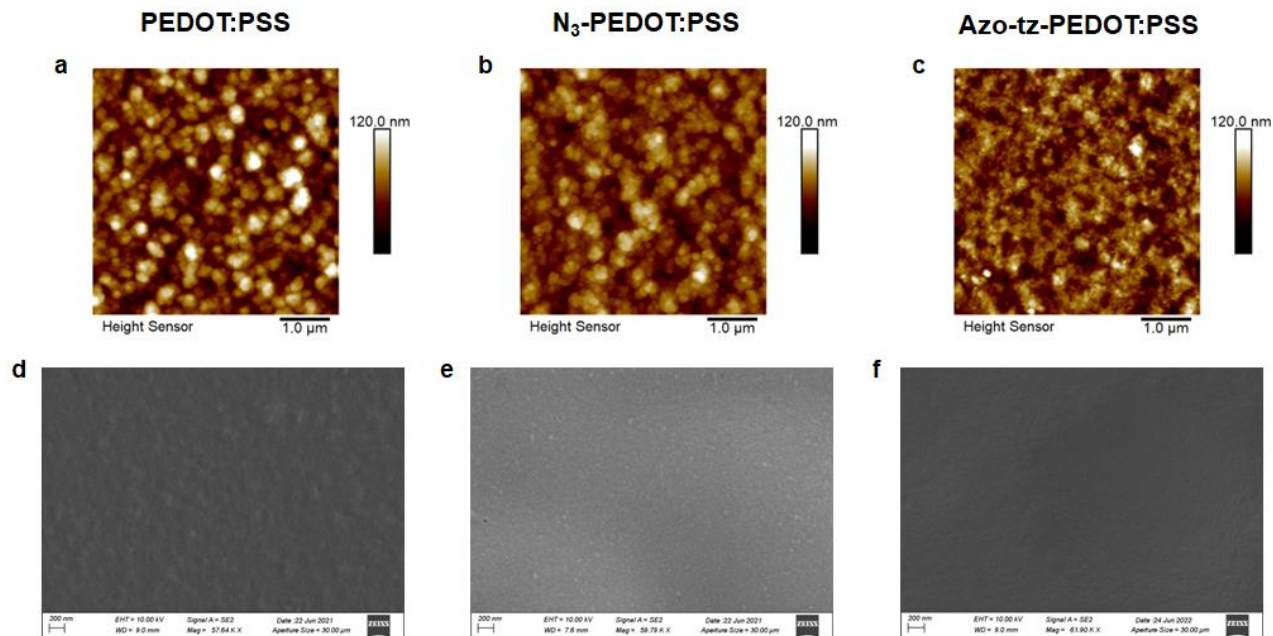 PEDOT:PSS
N₃-PEDOT:PSS
Azo-tz-PEDOT:PSS
a
b
c
120.0 nm
120.0 nm
120.0 nm
Height Sensor
1.0 µm
Height Sensor
1.0 µm
Height Sensor
1.0 µm
d
e
f
200 nm
EHT = 10.00 kV
Signal A = SE2
Date :22 Jun 2021
WD = 9.0 mm
Mag = 57.64 K X
Aperture Size = 30.00 µm
ZEISS
200 nm
EHT = 10.00 kV
Signal A = SE2
Date :22 Jun 2021
WD = 7.6 mm
Mag = 59.79 K X
Aperture Size = 30.00 µm
ZEISS
200 nm
EHT = 10.00 kV
Signal A = SE2
Date :24 Jun 2022
WD = 9.0 mm
Mag = 61.90 K X
Aperture Size = 30.00 µm
ZEISS